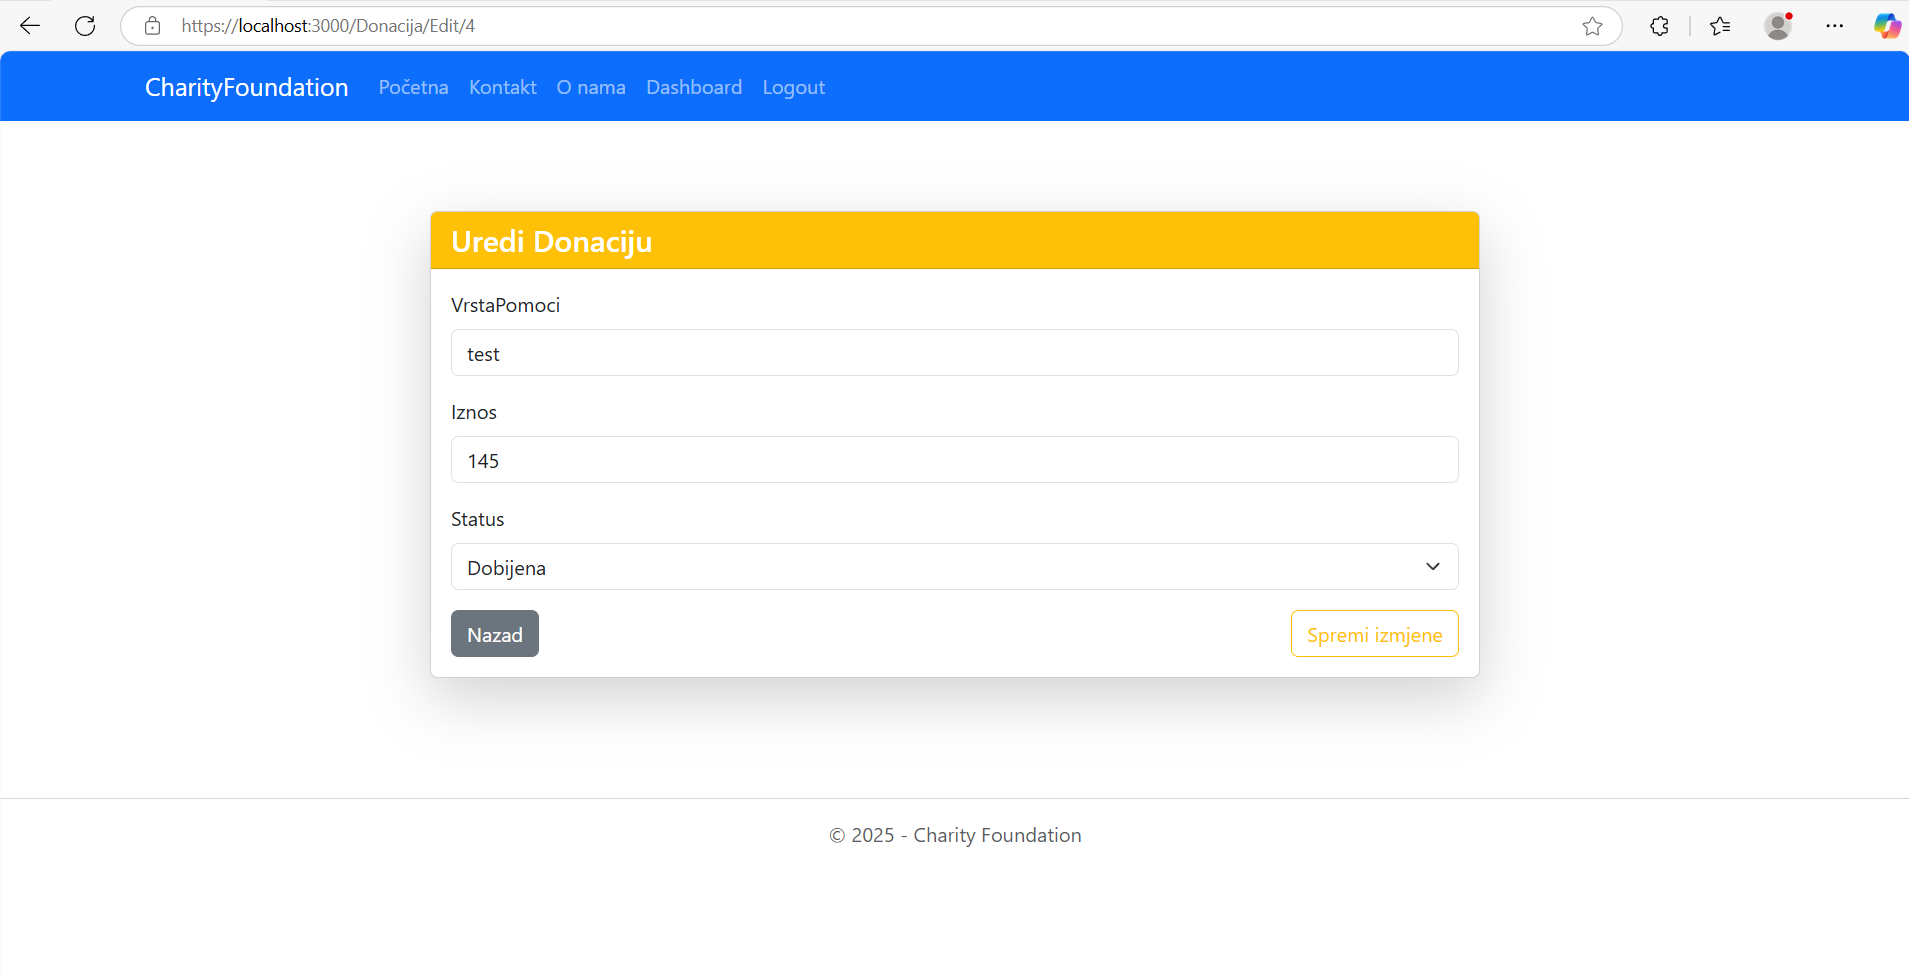 https://localhost:3000/Donacija/Edit/4
CharityFoundation Početna Kontakt O nama Dashboard Logout
Uredi Donaciju
VrstaPomoci
test
Iznos
145
Status
Dobijena
Nazad Spremi izmjene
© 2025 - Charity Foundation